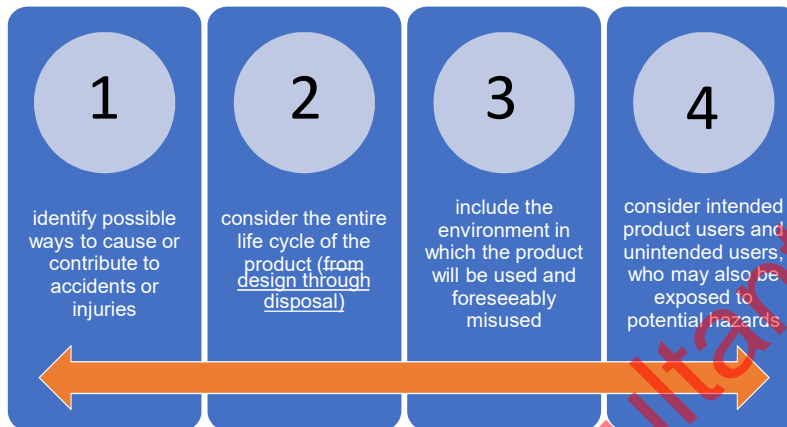 1
identify possible
ways to cause or
contribute to
accidents or
injuries
2
consider the entire
life cycle of the
product (from
design through
disposal)
3
include the
environment in
which the product
will be used and
foreseeably
misused
4
consider intended
product users and
unintended users,
who may also be
exposed to
potential hazards